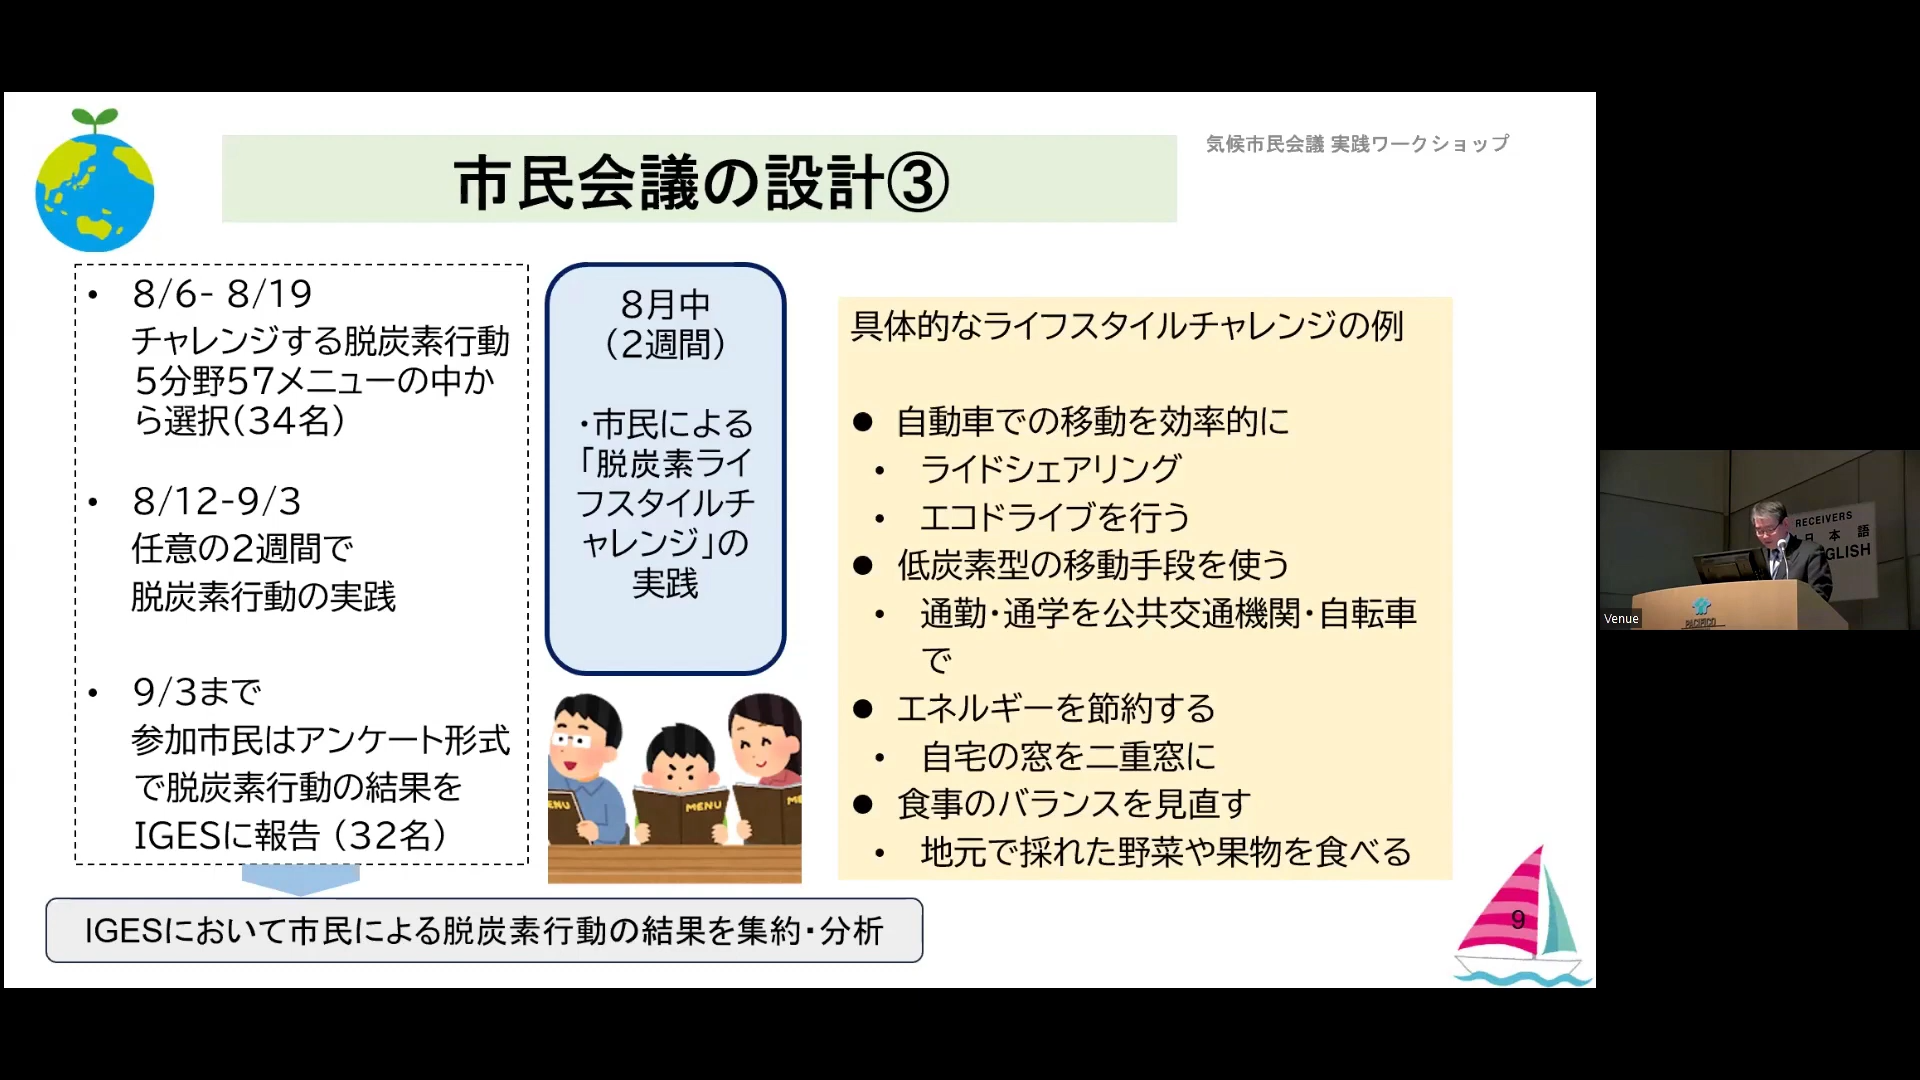 気候市民会議 実践ワークショップ
市民会議の設計③
• 8/6- 8/19
チャレンジする脱炭素行動
5分野57メニューの中か
ら選択(34名)
• 8/12-9/3
任意の2週間で
脱炭素行動の実践
• 9/3まで
参加市民はアンケート形式
で脱炭素行動の結果を
IGESに報告 (32名)
8月中
(2週間)
・市民による
「脱炭素ライ
フスタイルチ
ャレンジ」の
実践
MENU
MENU
ME
具体的なライフスタイルチャレンジの例
● 自動車での移動を効率的に
• ライドシェアリング
• エコドライブを行う
● 低炭素型の移動手段を使う
• 通勤・通学を公共交通機関・自転車
で
● エネルギーを節約する
• 自宅の窓を二重窓に
● 食事のバランスを見直す
• 地元で採れた野菜や果物を食べる
IGESにおいて市民による脱炭素行動の結果を集約・分析
9
RECEIVERS
日本語
GLISH
PACIFICO
Venue